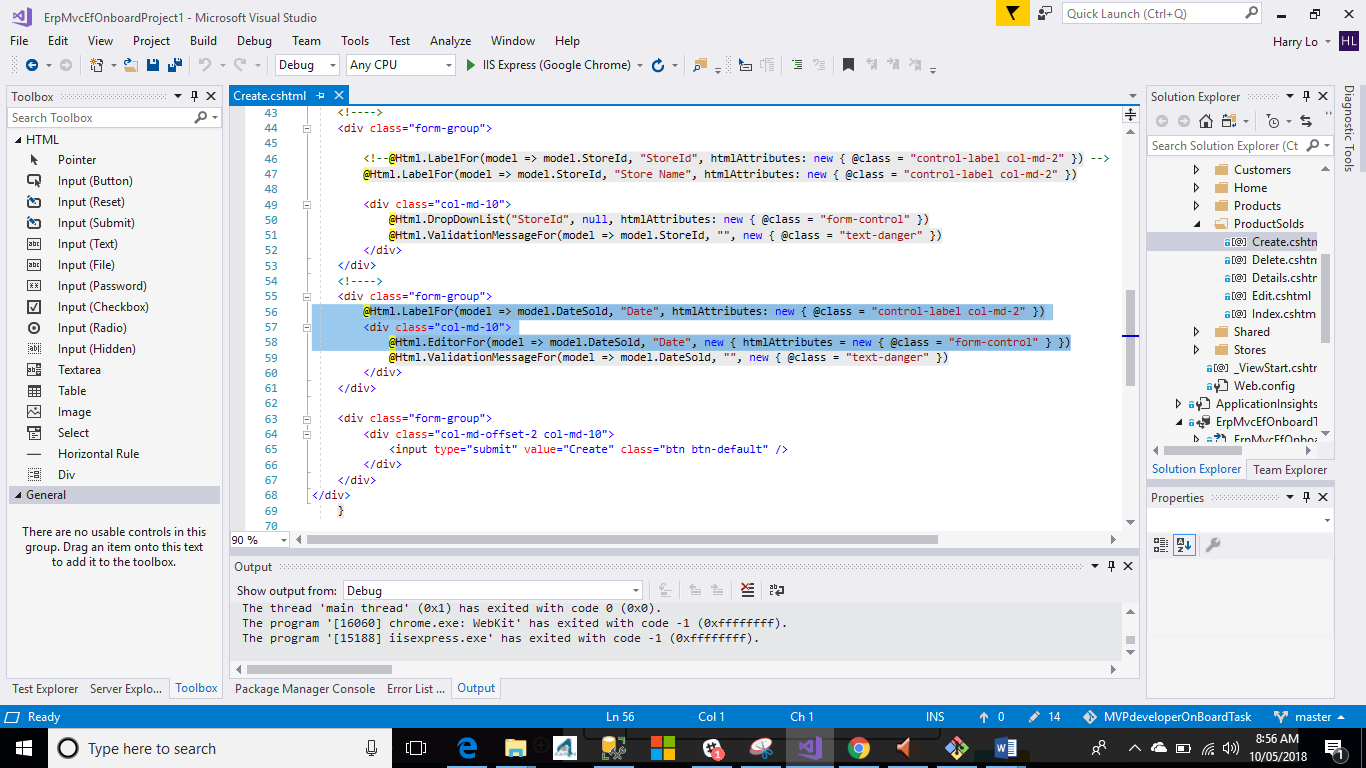 ErpMvcEfOnboardProject1 - Microsoft Visual Studio
Quick Launch (Ctrl+Q)
File Edit View Project Build Debug Team Tools Test Analyze Window Help
Harry Lo HL
Debug Any CPU IIS Express (Google Chrome)
Toolbox
Search Toolbox
HTML
Pointer
Input (Button)
Input (Reset)
Input (Submit)
Input (Text)
Input (File)
Input (Password)
Input (Checkbox)
Input (Radio)
Input (Hidden)
Textarea
Table
Image
Select
Horizontal Rule
Div
General
There are no usable controls in this
group. Drag an item onto this text
to add it to the toolbox.
Test Explorer Server Explo... Toolbox
Create.cshtml
43 <!---->
44 <div class="form-group">
45
46 <!--@Html.LabelFor(model => model.StoreId, "StoreId", htmlAttributes: new { @class = "control-label col-md-2" }) -->
47 @Html.LabelFor(model => model.StoreId, "Store Name", htmlAttributes: new { @class = "control-label col-md-2" })
48
49 <div class="col-md-10">
50 @Html.DropDownList("StoreId", null, htmlAttributes: new { @class = "form-control" })
51 @Html.ValidationMessageFor(model => model.StoreId, "", new { @class = "text-danger" })
52 </div>
53 </div>
54 <!---->
55 <div class="form-group">
56 @Html.LabelFor(model => model.DateSold, "Date", htmlAttributes: new { @class = "control-label col-md-2" })
57 <div class="col-md-10">
58 @Html.EditorFor(model => model.DateSold, "Date", new { htmlAttributes = new { @class = "form-control" } })
59 @Html.ValidationMessageFor(model => model.DateSold, "", new { @class = "text-danger" })
60 </div>
61 </div>
62
63 <div class="form-group">
64 <div class="col-md-offset-2 col-md-10">
65 <input type="submit" value="Create" class="btn btn-default" />
66 </div>
67 </div>
68 </div>
69 }
70
90 %
Output
Show output from: Debug
The thread 'main thread' (0x1) has exited with code 0 (0x0).
The program '[16060] chrome.exe: WebKit' has exited with code -1 (0xffffffff).
The program '[15188] iisexpress.exe' has exited with code -1 (0xffffffff).
Package Manager Console Error List ... Output
Solution Explorer
Search Solution Explorer (Ct
Customers
Home
Products
ProductSolds
Create.cshtn
Delete.cshtm
Details.cshtr
Edit.cshtml
Index.cshtm
Shared
Stores
_ViewStart.cshtr
Web.config
ApplicationInsights
ErpMvcEfOnboardT
ErpMvcEfOnboa
Solution Explorer Team Explorer
Properties
Diagnostic Tools
Ready Ln 56 Col 1 Ch 1 INS 0 14 MVPdeveloperOnBoardTask master
Type here to search
1
8:56 AM
10/05/2018
1